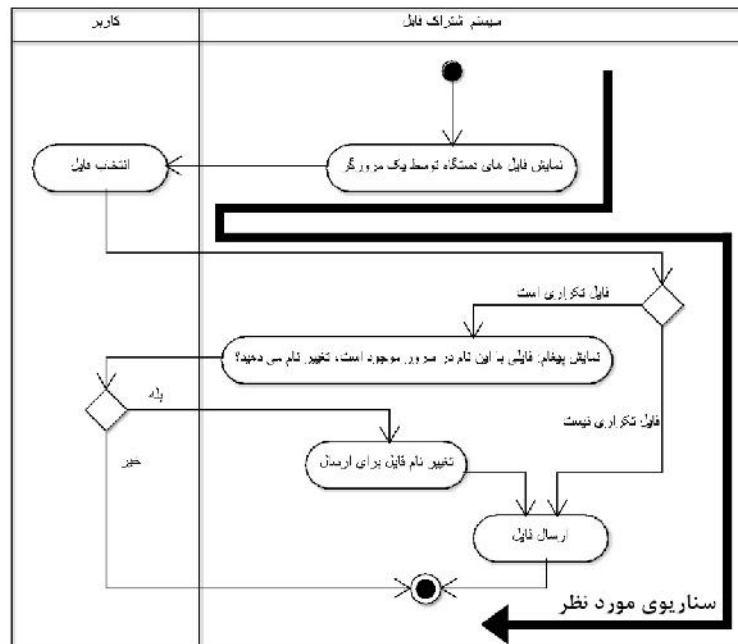 سیستم اشتراک فایل
کاربر
نمایش فایل های دستگاه توسط یک مرورگر
انتخاب فایل
فایل تکراری است
نمایش پیغام: فایلی با این نام در سرور موجود است، تغییر نام می دهید؟
بله
فایل تکراری نیست
خیر
تغییر نام فایل برای ارسال
ارسال فایل
سناریوی مورد نظر